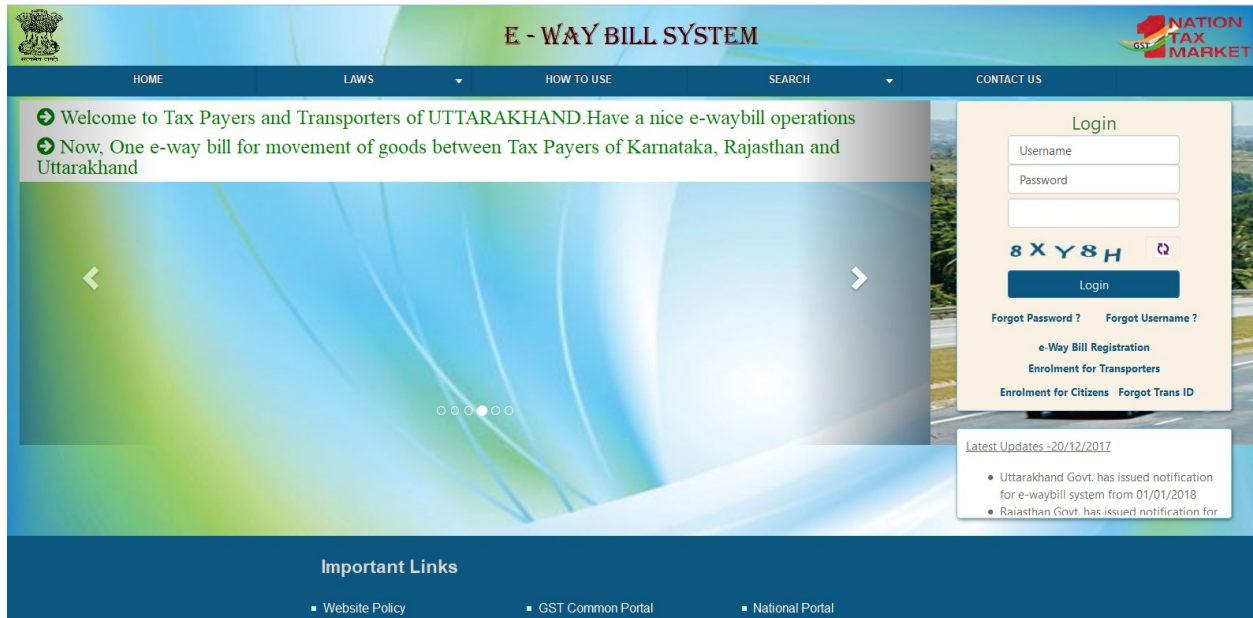 सत्यमेव जयते
E - WAY BILL SYSTEM
GST
1 NATION
TAX
MARKET
HOME LAWS HOW TO USE SEARCH CONTACT US
Welcome to Tax Payers and Transporters of UTTARAKHAND.Have a nice e-waybill operations
Now, One e-way bill for movement of goods between Tax Payers of Karnataka, Rajasthan and
Uttarakhand
Login
Username
Password
8XY8H
Login
Forgot Password ? Forgot Username ?
e-Way Bill Registration
Enrolment for Transporters
Enrolment for Citizens Forgot Trans ID
Latest Updates -20/12/2017
Uttarakhand Govt. has issued notification
for e-waybill system from 01/01/2018
Rajasthan Govt. has issued notification for
Important Links
Website Policy GST Common Portal National Portal